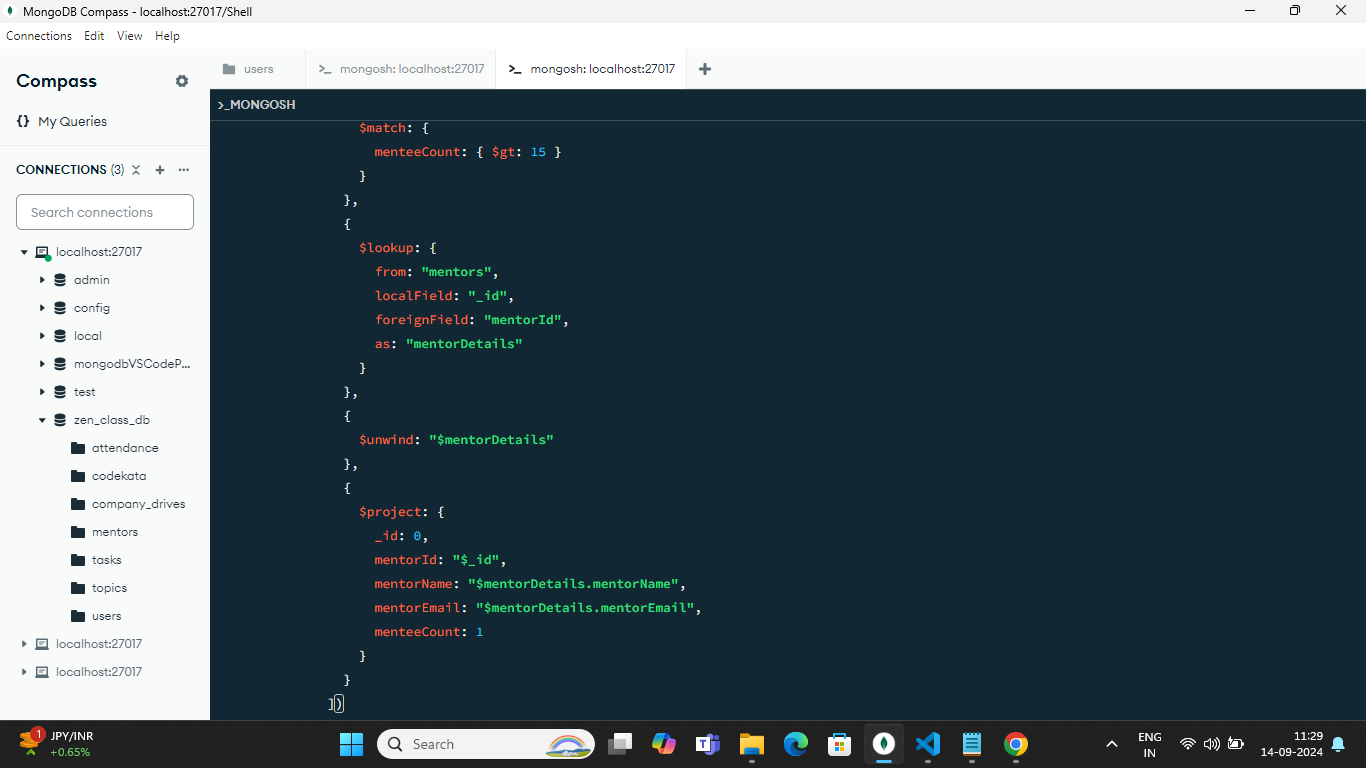 MongoDB Compass - localhost:27017/Shell
Connections Edit View Help
Compass
{} My Queries
CONNECTIONS (3)
Search connections
localhost:27017
admin
config
local
mongodbVSCodeP...
test
zen_class_db
attendance
codekata
company_drives
mentors
tasks
topics
users
localhost:27017
localhost:27017
users
>_ mongosh: localhost:27017
>_ mongosh: localhost:27017
>_MONGOSH
$match: {
menteeCount: { $gt: 15 }
}
},
{
$lookup: {
from: "mentors",
localField: "_id",
foreignField: "mentorId",
as: "mentorDetails"
}
},
{
$unwind: "$mentorDetails"
},
{
$project: {
_id: 0,
mentorId: "$_id",
mentorName: "$mentorDetails.mentorName",
mentorEmail: "$mentorDetails.mentorEmail",
menteeCount: 1
}
}
])
1
JPY/INR
+0.65%
Search
ENG
IN
11:29
14-09-2024